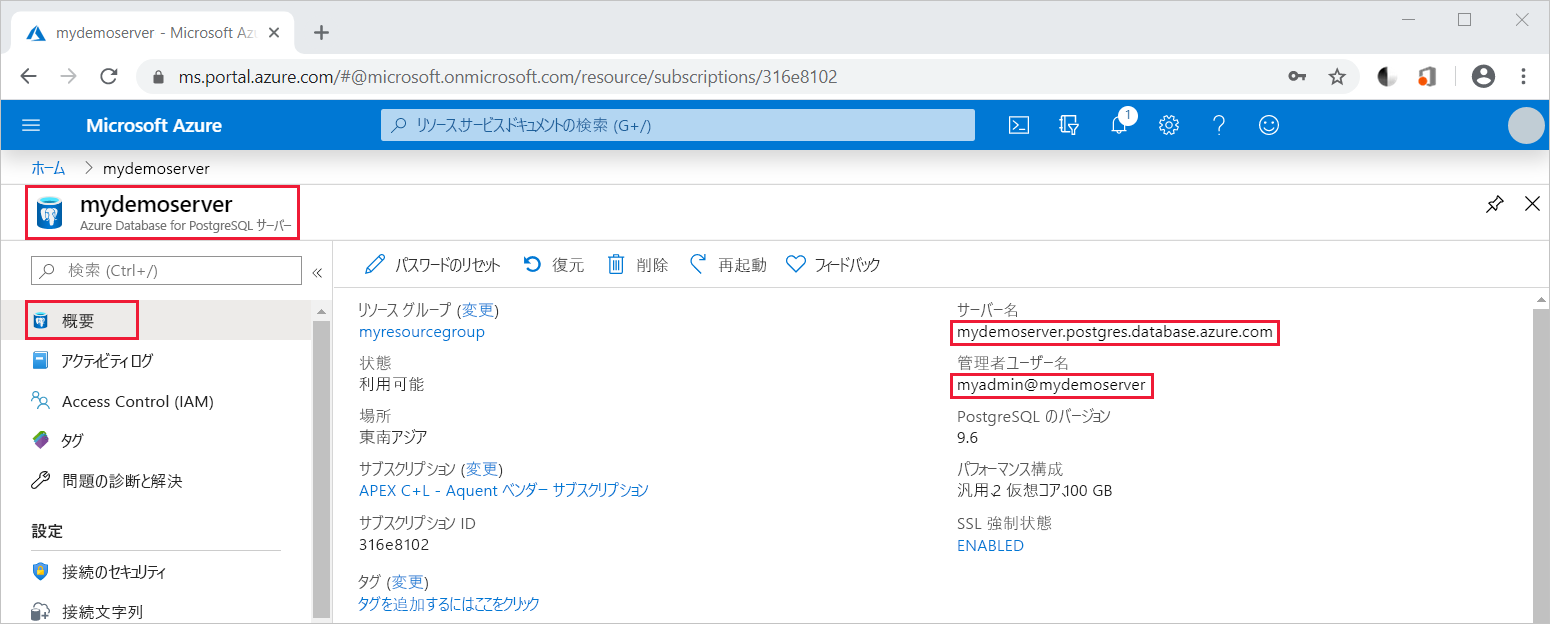 mydemoserver - Microsoft Az
ms.portal.azure.com/#@microsoft.onmicrosoft.com/resource/subscriptions/316e8102
Microsoft Azure
リソース、サービス、ドキュメントの検索 (G+/)
1
ホーム > mydemoserver
mydemoserver
Azure Database for PostgreSQL サーバー
検索 (Ctrl+/)
«
概要
アクティビティ ログ
Access Control (IAM)
タグ
問題の診断と解決
設定
接続のセキュリティ
接続文字列
パスワードのリセット
復元
削除
再起動
フィードバック
リソース グループ (変更)
myresourcegroup
状態
利用可能
場所
東南アジア
サブスクリプション (変更)
APEX C+L - Aquent ベンダー サブスクリプション
サブスクリプション ID
316e8102
タグ (変更)
タグを追加するにはここをクリック
サーバー名
mydemoserver.postgres.database.azure.com
管理者ユーザー名
myadmin@mydemoserver
PostgreSQL のバージョン
9.6
パフォーマンス構成
汎用、2 仮想コア、100 GB
SSL 強制状態
ENABLED